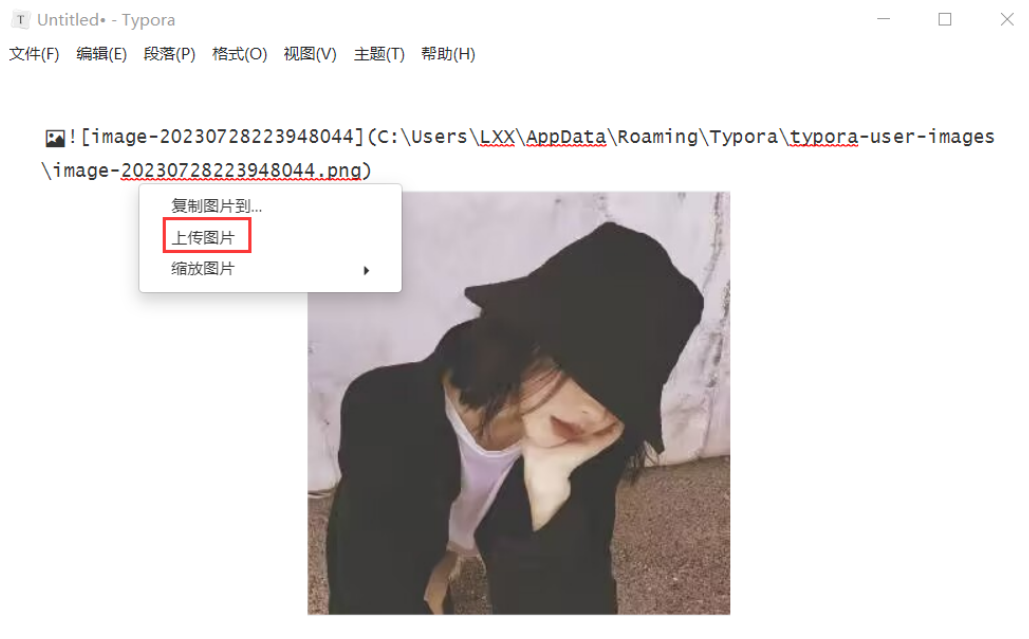 T Untitled• - Typora
文件(F) 编辑(E) 段落(P) 格式(O) 视图(V) 主题(T) 帮助(H)
![image-20230728223948044](C:\Users\LXX\AppData\Roaming\Typora\typora-user-images
\image-20230728223948044.png)
复制图片到...
上传图片
缩放图片